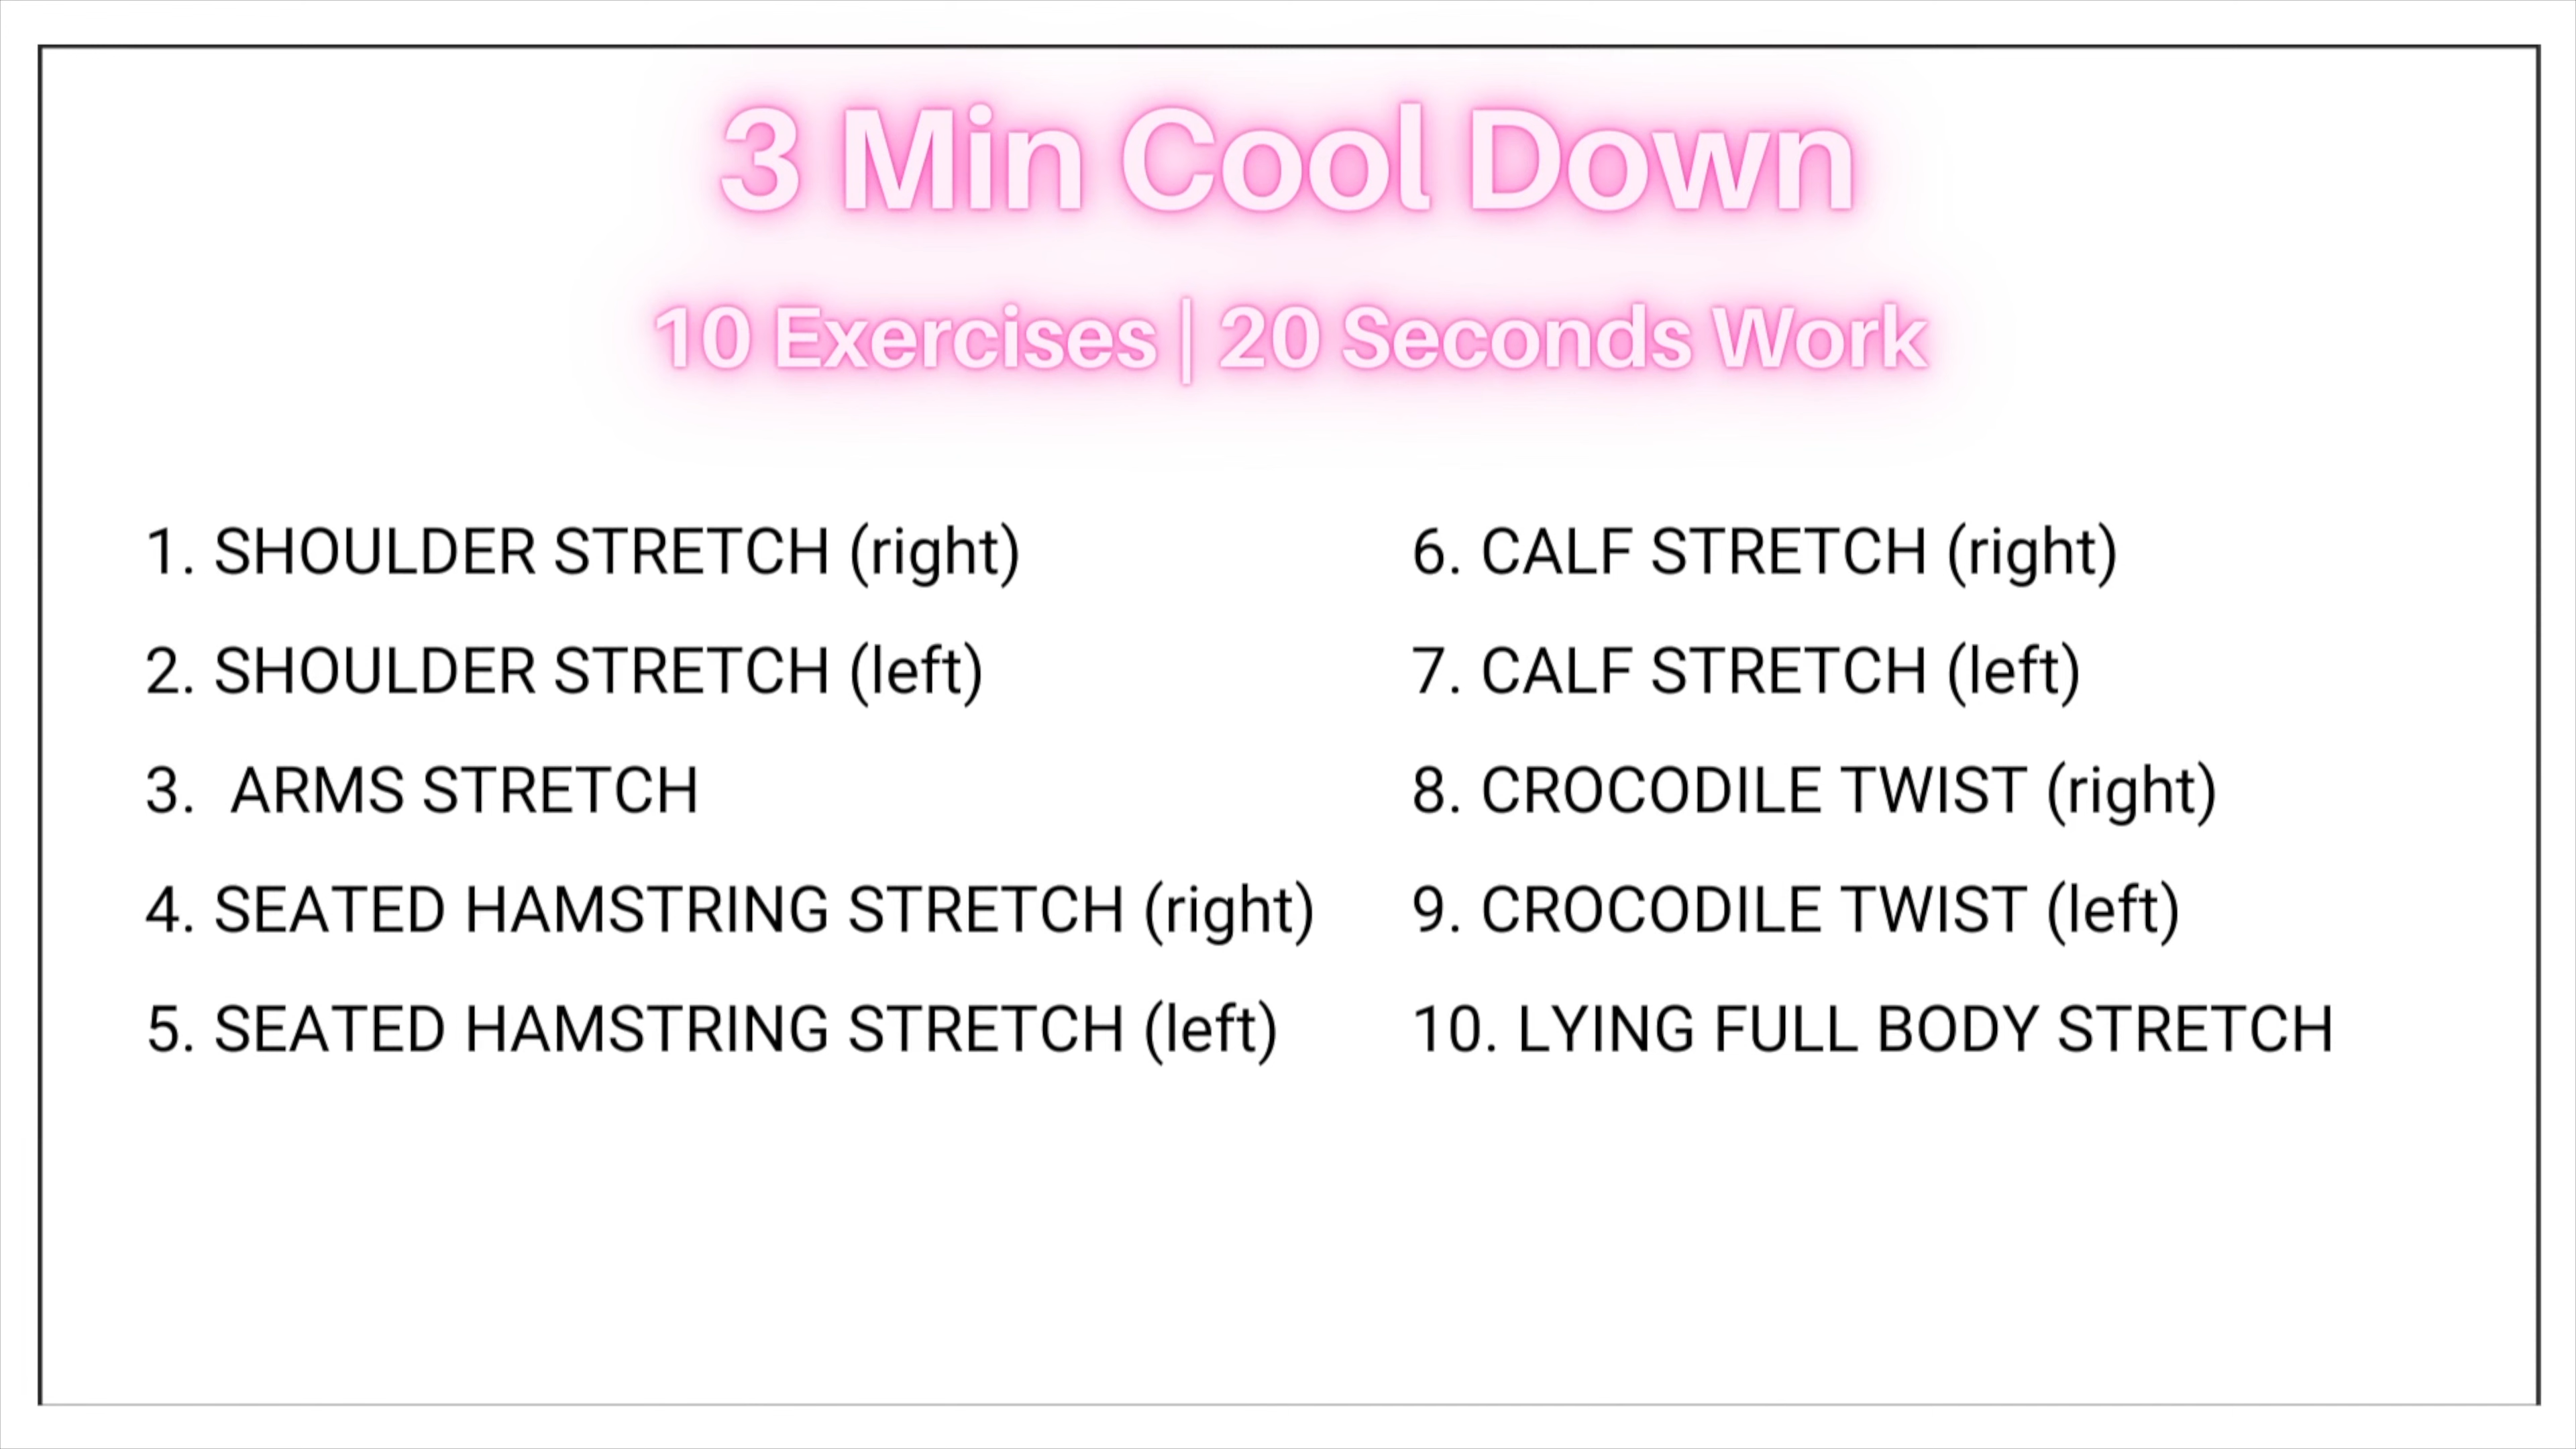 3 Min Cool Down
10 Exercises | 20 Seconds Work
1. SHOULDER STRETCH (right)
2. SHOULDER STRETCH (left)
3. ARMS STRETCH
4. SEATED HAMSTRING STRETCH (right)
5. SEATED HAMSTRING STRETCH (left)
6. CALF STRETCH (right)
7. CALF STRETCH (left)
8. CROCODILE TWIST (right)
9. CROCODILE TWIST (left)
10. LYING FULL BODY STRETCH